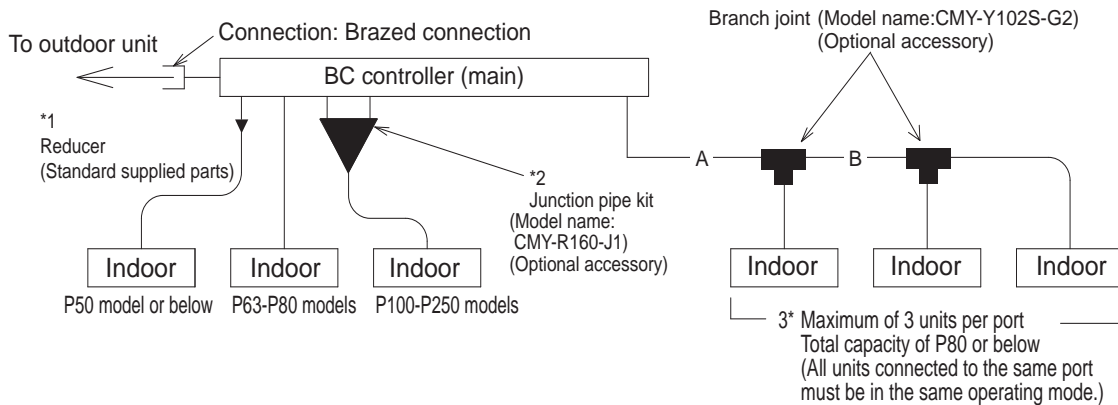 Branch joint (Model name:CMY-Y102S-G2)
(Optional accessory)
To outdoor unit
Connection: Brazed connection
BC controller (main)
*1
Reducer
(Standard supplied parts)
*2
Junction pipe kit
(Model name:
CMY-R160-J1)
(Optional accessory)
A
B
Indoor
Indoor
Indoor
Indoor
Indoor
Indoor
P50 model or below
P63-P80 models
P100-P250 models
3* Maximum of 3 units per port
Total capacity of P80 or below
(All units connected to the same port
must be in the same operating mode.)